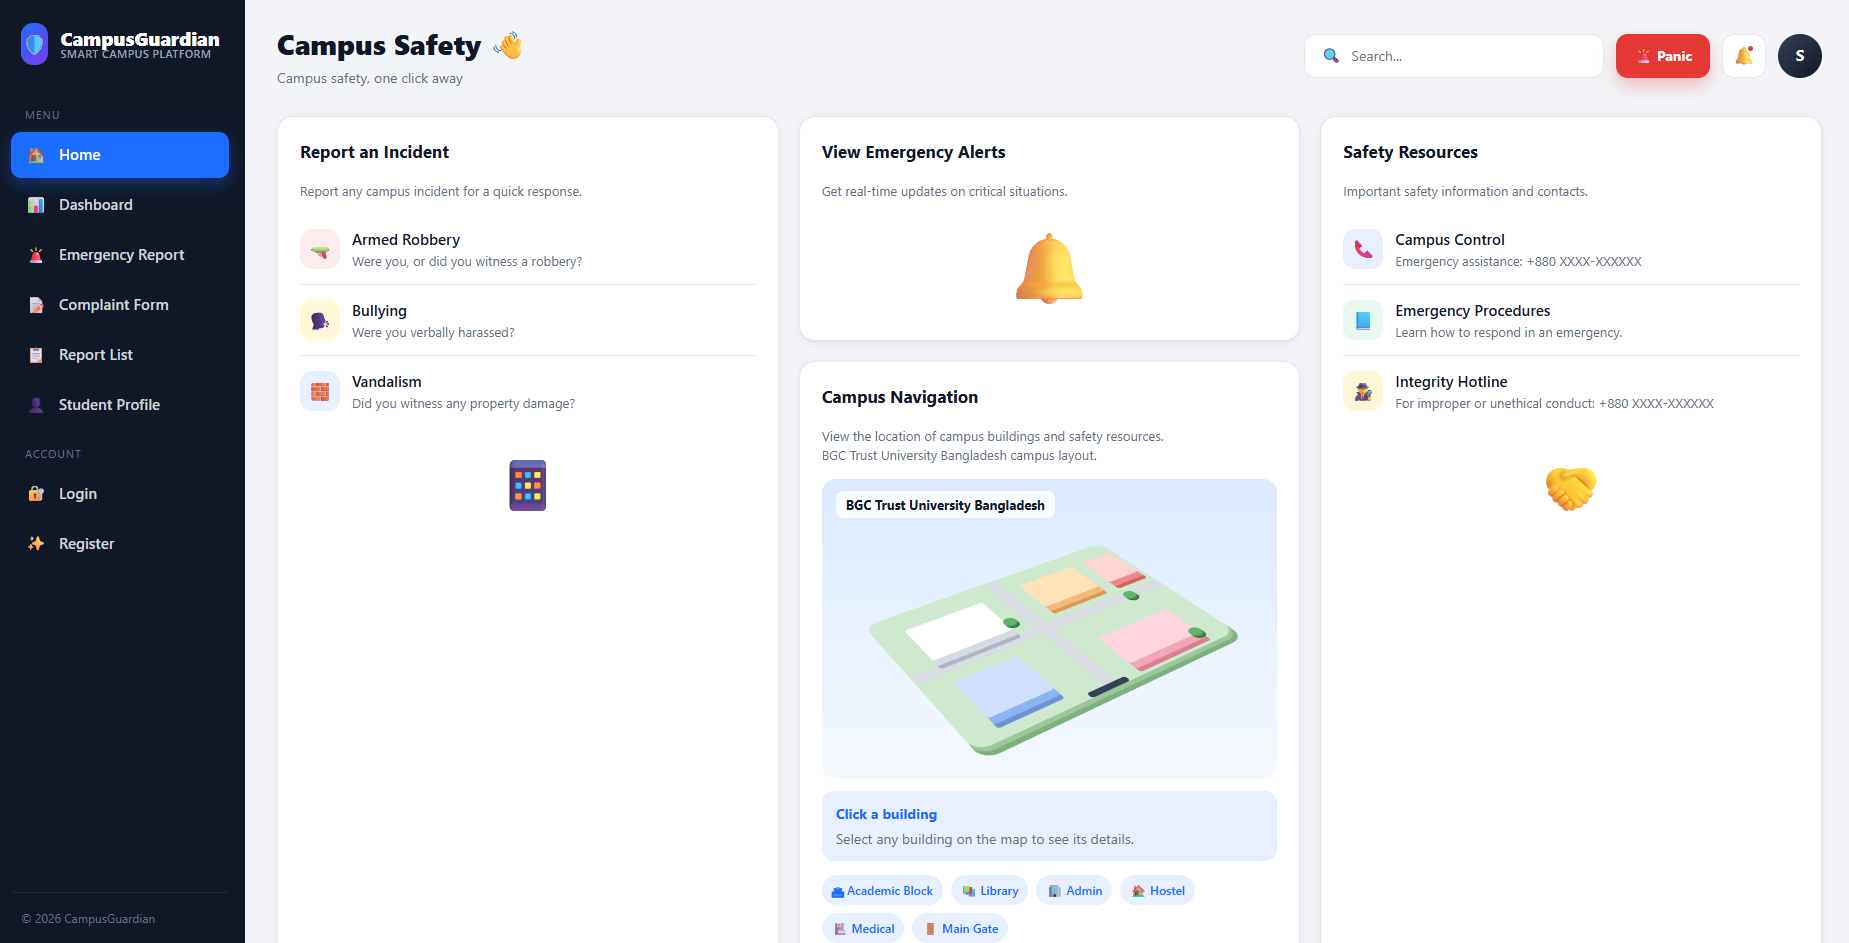 CampusGuardian
SMART CAMPUS PLATFORM
MENU
Home
Dashboard
Emergency Report
Complaint Form
Report List
Student Profile
ACCOUNT
Login
Register
© 2026 CampusGuardian
Campus Safety
Campus safety, one click away
Search...
Panic
S
Report an Incident
Report any campus incident for a quick response.
Armed Robbery
Were you, or did you witness a robbery?
Bullying
Were you verbally harassed?
Vandalism
Did you witness any property damage?
View Emergency Alerts
Get real-time updates on critical situations.
Campus Navigation
View the location of campus buildings and safety resources.
BGC Trust University Bangladesh campus layout.
BGC Trust University Bangladesh
Click a building
Select any building on the map to see its details.
Academic Block
Library
Admin
Hostel
Medical
Main Gate
Safety Resources
Important safety information and contacts.
Campus Control
Emergency assistance: +880 XXXX-XXXXXX
Emergency Procedures
Learn how to respond in an emergency.
Integrity Hotline
For improper or unethical conduct: +880 XXXX-XXXXXX